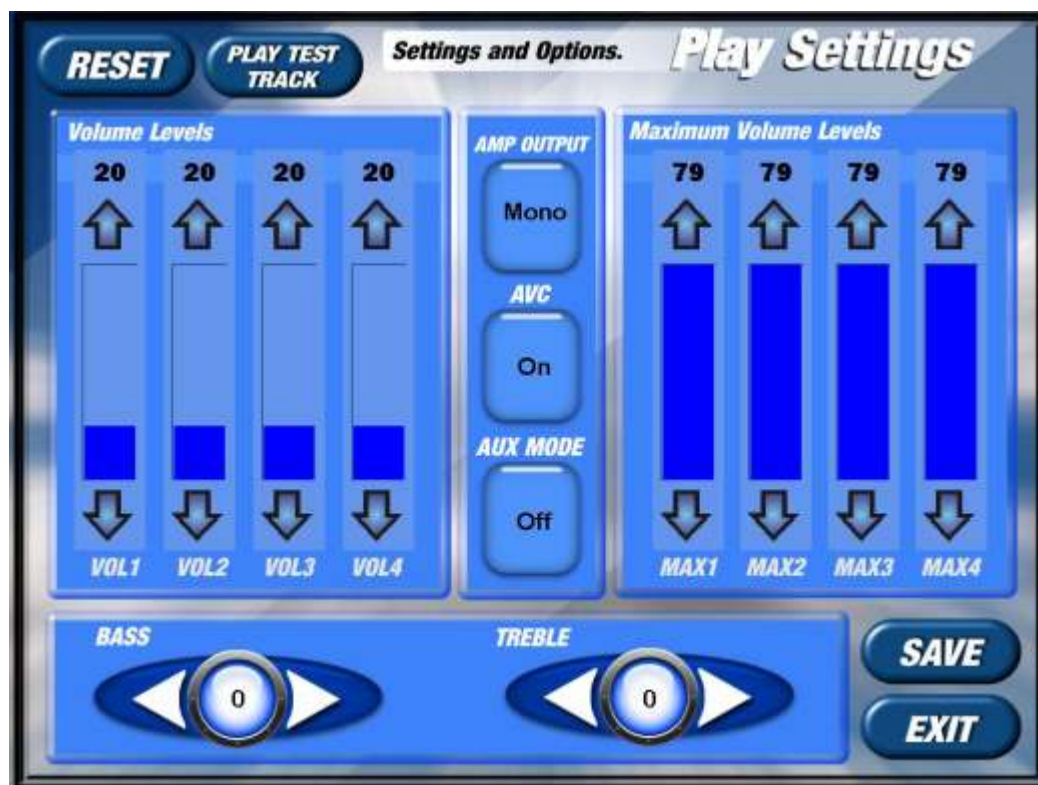 RESET
PLAY TEST
TRACK
Settings and Options.
Play Settings
Volume Levels
20 20 20 20
VOL1 VOL2 VOL3 VOL4
AMP OUTPUT
Mono
AVC
On
AUX MODE
Off
Maximum Volume Levels
79 79 79 79
MAX1 MAX2 MAX3 MAX4
BASS
0
TREBLE
0
SAVE
EXIT